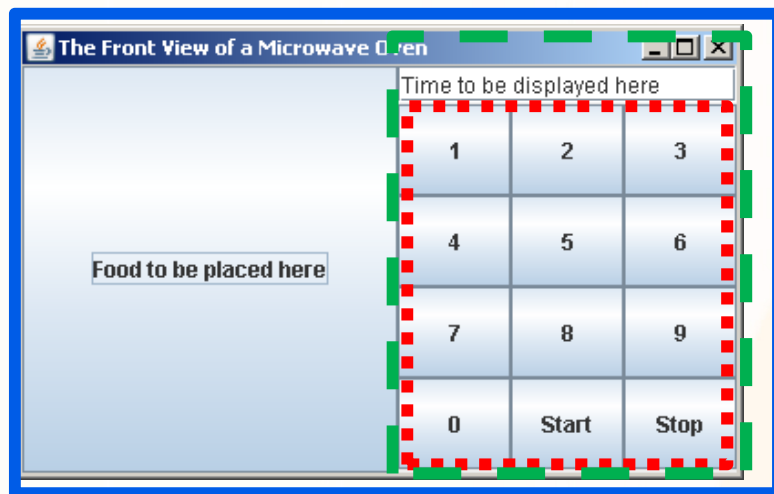 The Front View of a Microwave Oven
Time to be displayed here
1 2 3
4 5 6
Food to be placed here
7 8 9
0 Start Stop